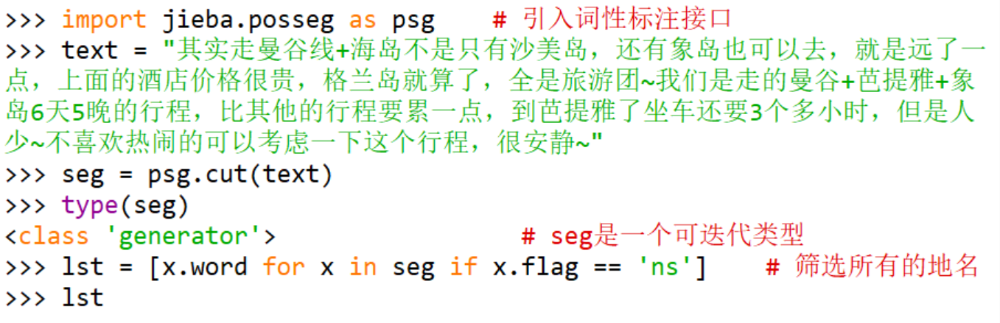 >>> import jieba.posseg as psg    # 引入词性标注接口
>>> text = "其实走曼谷线+海岛不是只有沙美岛，还有象岛也可以去，就是远了一
点，上面的酒店价格很贵，格兰岛就算了，全是旅游团~我们是走的曼谷+芭提雅+象
岛6天5晚的行程，比其他的行程要累一点，到芭提雅了坐车还要3个多小时，但是人
少~不喜欢热闹的可以考虑一下这个行程，很安静~"
>>> seg = psg.cut(text)
>>> type(seg)
<class 'generator'>                 # seg是一个可迭代类型
>>> lst = [x.word for x in seg if x.flag == 'ns']    # 筛选所有的地名
>>> lst